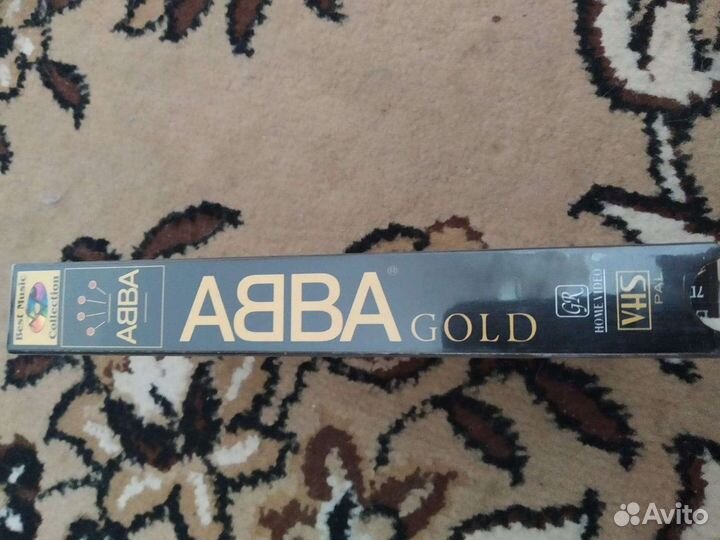 Best Music
Collection
ABBA
ABBA® GOLD
GR
HOME VIDEO
VHS
PAL
Avito